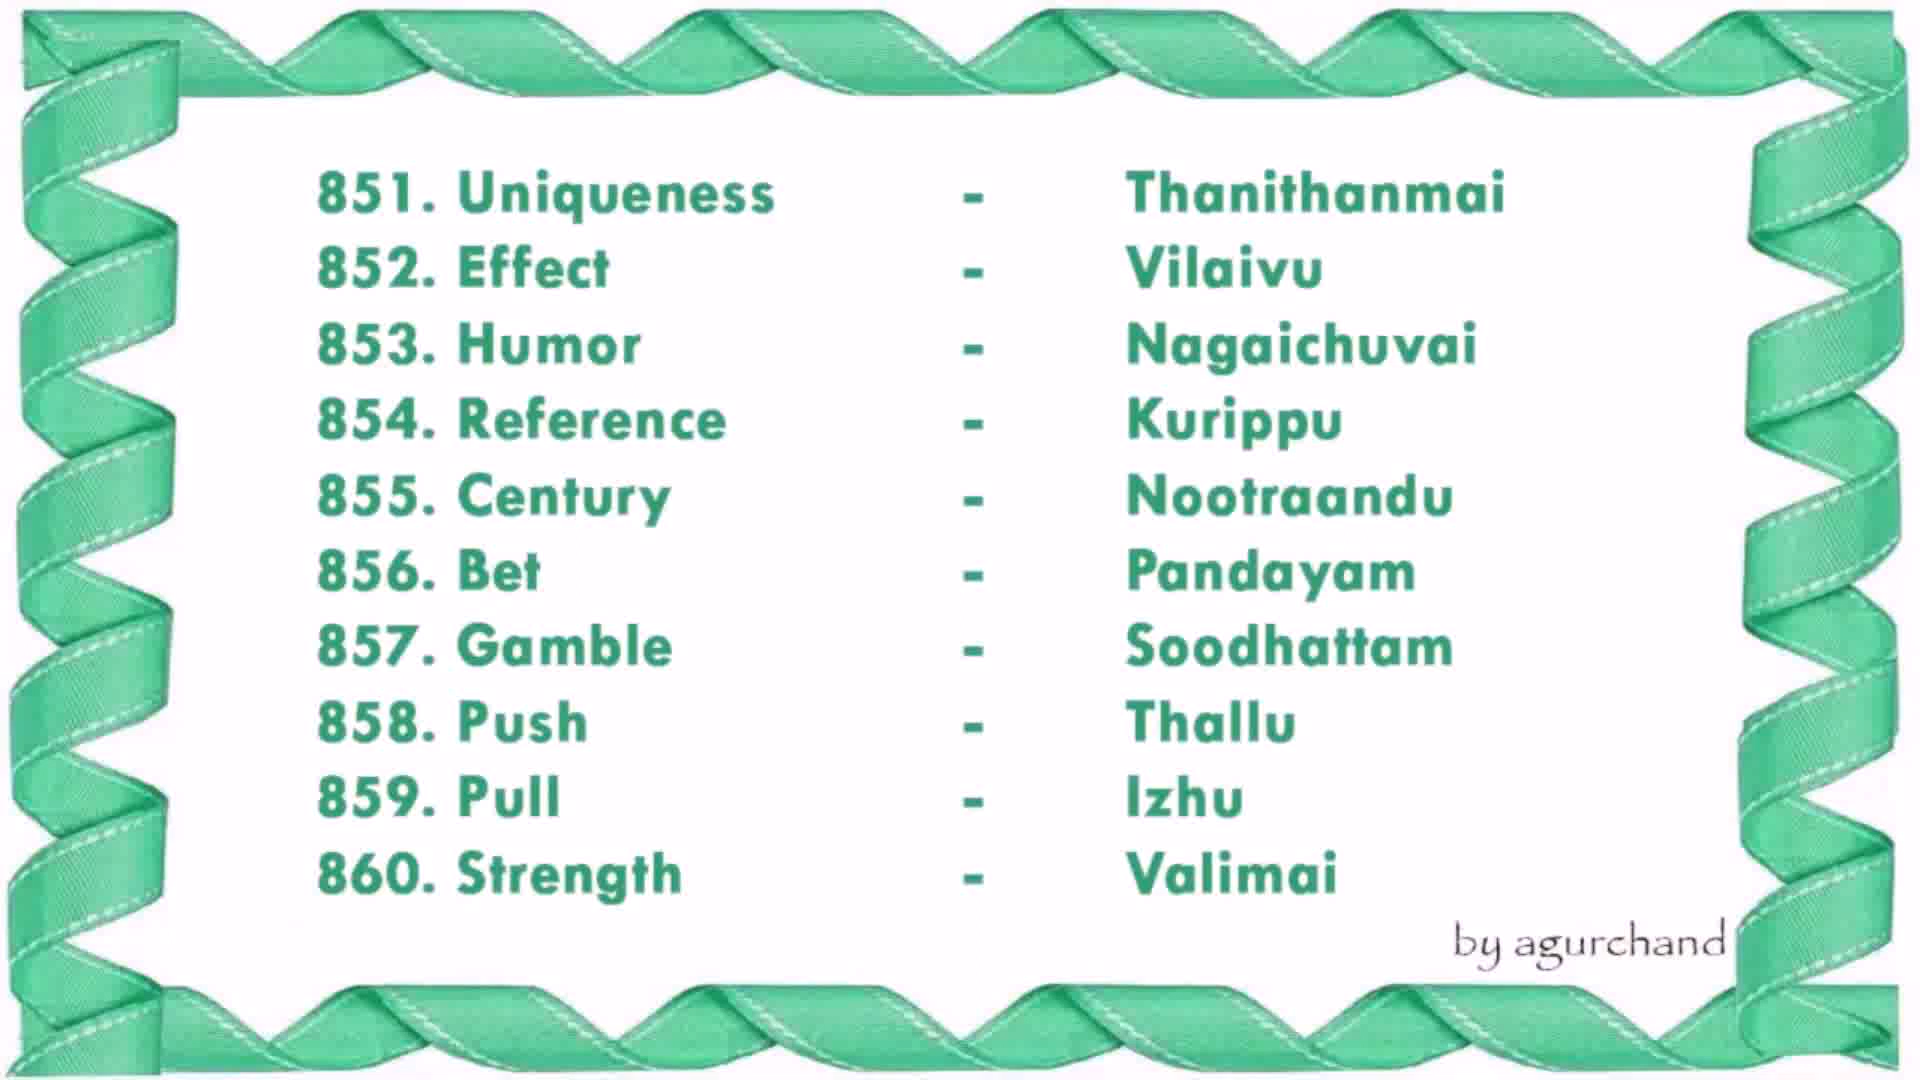 851. Uniqueness - Thanithanmai
852. Effect - Vilaivu
853. Humor - Nagaichuvai
854. Reference - Kurippu
855. Century - Nootraandu
856. Bet - Pandayam
857. Gamble - Soodhattam
858. Push - Thallu
859. Pull - Izhu
860. Strength - Valimai
by agurchand